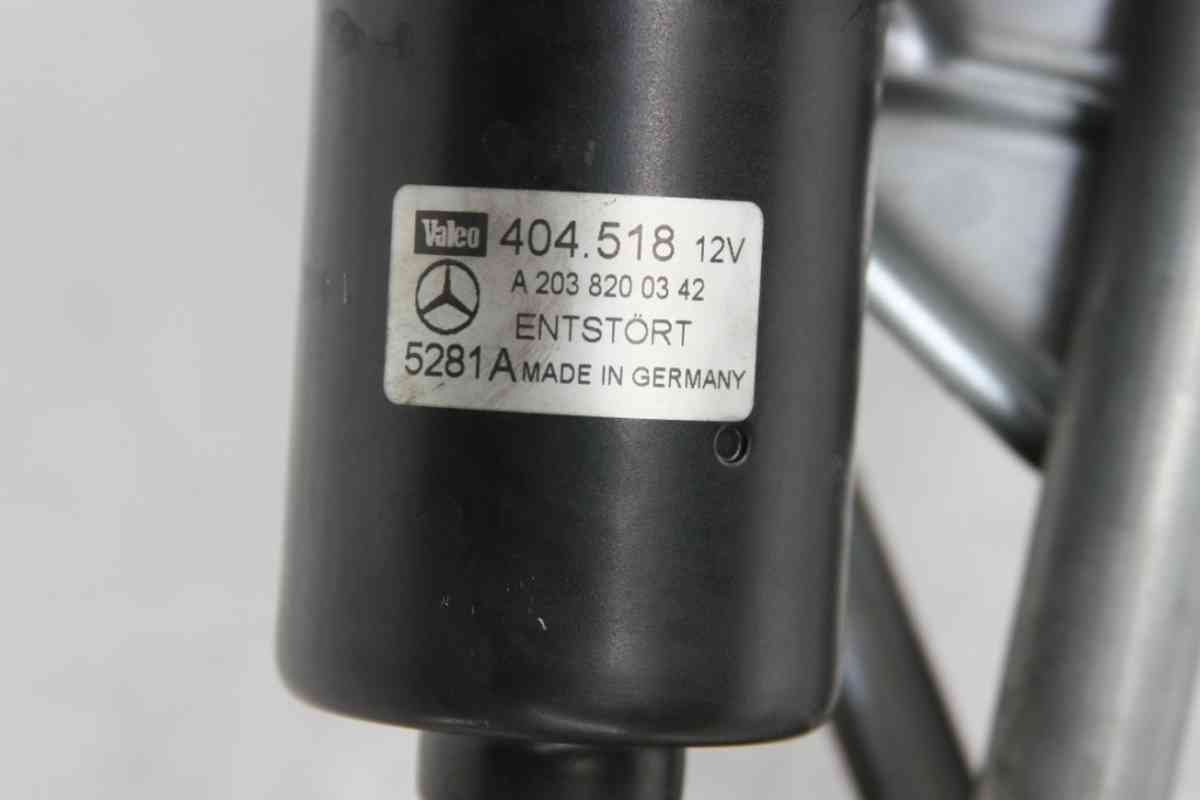 Valeo 404.518 12V
A 203 820 03 42
ENTSTÖRT
5281A MADE IN GERMANY